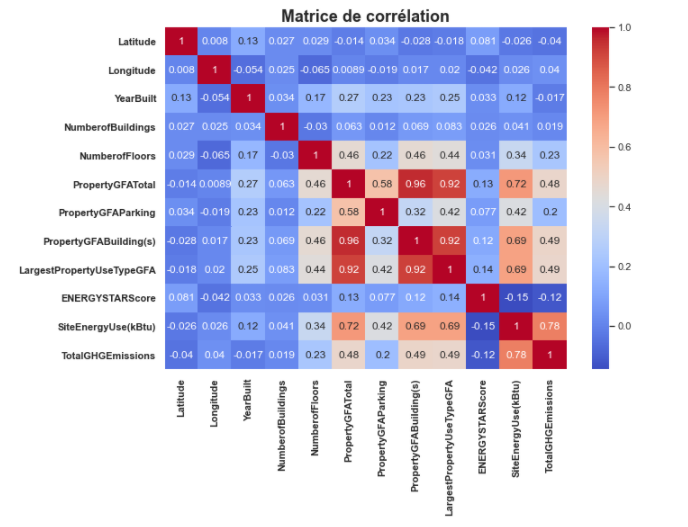 Matrice de corrélation
Latitude 1 0.008 0.13 0.027 0.029 -0.014 0.034 -0.028 -0.018 0.081 -0.026 -0.04
Longitude 0.008 1 -0.054 0.025 -0.065 0.0089 -0.019 0.017 0.02 -0.042 0.026 0.04
YearBuilt 0.13 -0.054 1 0.034 0.17 0.27 0.23 0.23 0.25 0.033 0.12 -0.017
NumberofBuildings 0.027 0.025 0.034 1 -0.03 0.063 0.012 0.069 0.083 0.026 0.041 0.019
NumberofFloors 0.029 -0.065 0.17 -0.03 1 0.46 0.22 0.46 0.44 0.031 0.34 0.23
PropertyGFATotal -0.014 0.0089 0.27 0.063 0.46 1 0.58 0.96 0.92 0.13 0.72 0.48
PropertyGFAParking 0.034 -0.019 0.23 0.012 0.22 0.58 1 0.32 0.42 0.077 0.42 0.2
PropertyGFABuilding(s) -0.028 0.017 0.23 0.069 0.46 0.96 0.32 1 0.92 0.12 0.69 0.49
LargestPropertyUseTypeGFA -0.018 0.02 0.25 0.083 0.44 0.92 0.42 0.92 1 0.14 0.69 0.49
ENERGYSTARScore 0.081 -0.042 0.033 0.026 0.031 0.13 0.077 0.12 0.14 1 -0.15 -0.12
SiteEnergyUse(kBtu) -0.026 0.026 0.12 0.041 0.34 0.72 0.42 0.69 0.69 -0.15 1 0.78
TotalGHGEmissions -0.04 0.04 -0.017 0.019 0.23 0.48 0.2 0.49 0.49 -0.12 0.78 1
Latitude
Longitude
YearBuilt
NumberofBuildings
NumberofFloors
PropertyGFATotal
PropertyGFAParking
PropertyGFABuilding(s)
LargestPropertyUseTypeGFA
ENERGYSTARScore
SiteEnergyUse(kBtu)
TotalGHGEmissions
1.0
0.8
0.6
0.4
0.2
0.0